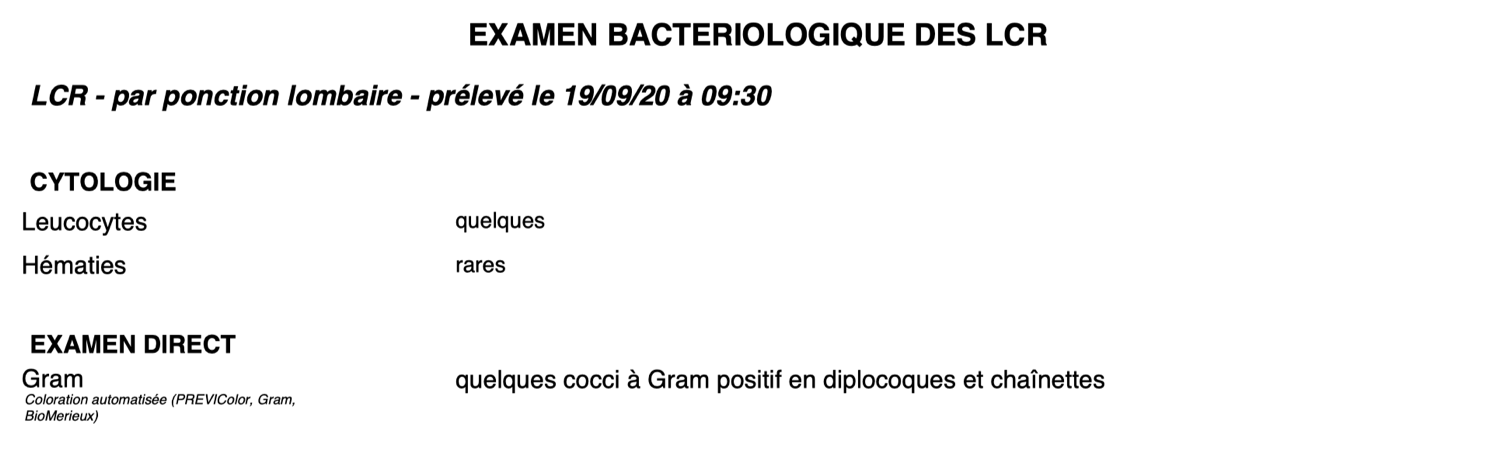 EXAMEN BACTERIOLOGIQUE DES LCR
LCR - par ponction lombaire - prélevé le 19/09/20 à 09:30
CYTOLOGIE
Leucocytes quelques
Hématies rares
EXAMEN DIRECT
Gram quelques cocci à Gram positif en diplocoques et chaînettes
Coloration automatisée (PREVIColor, Gram,
BioMerieux)